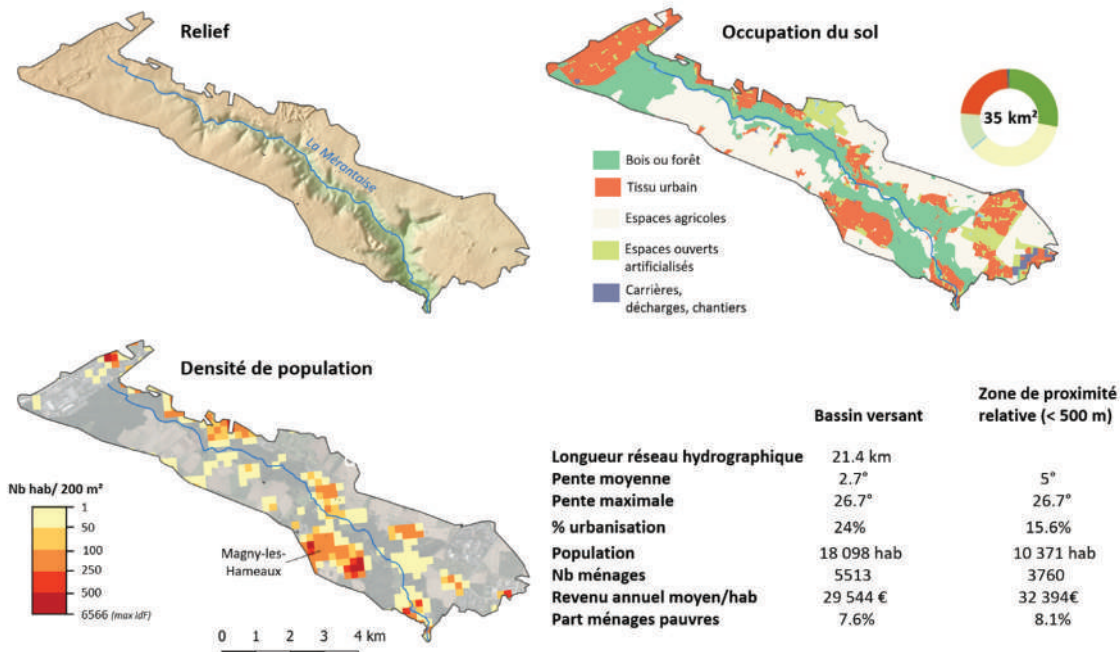 Relief
La Mérantaise
Occupation du sol
35 km²
Bois ou forêt
Tissu urbain
Espaces agricoles
Espaces ouverts
artificialisés
Carrières,
décharges, chantiers
Densité de population
Nb hab/ 200 m²
1
50
100
250
500
6566 (max idF)
Magny-les-
Hameaux
0 1 2 3 4 km
Bassin versant
Zone de proximité
relative (< 500 m)
Longueur réseau hydrographique 21.4 km
Pente moyenne 2.7° 5°
Pente maximale 26.7° 26.7°
% urbanisation 24% 15.6%
Population 18 098 hab 10 371 hab
Nb ménages 5513 3760
Revenu annuel moyen/hab 29 544 € 32 394€
Part ménages pauvres 7.6% 8.1%